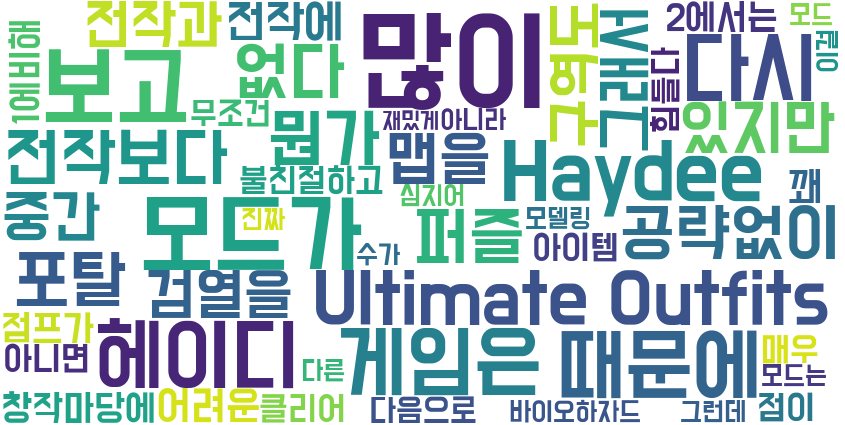 전작과
전작에
많이
구역도
그래서
2에서는
모드
이걸
1에비해
보고
없다
다시
힘들다
무조건
뭔가
재밌게아니라
있지만
전작보다
맵을
Haydee
꽤
불친절하고
심지어
중간
진짜
모드가
수가
퍼즐
모델링
아이템
공략없이
포탈
검열을
Ultimate Outfits
점프가
헤이디
게임은
때문에
매우
아니면
다른
모드는
창작마당에
어려운
클리어
다음으로
바이오하자드
그런데
점이